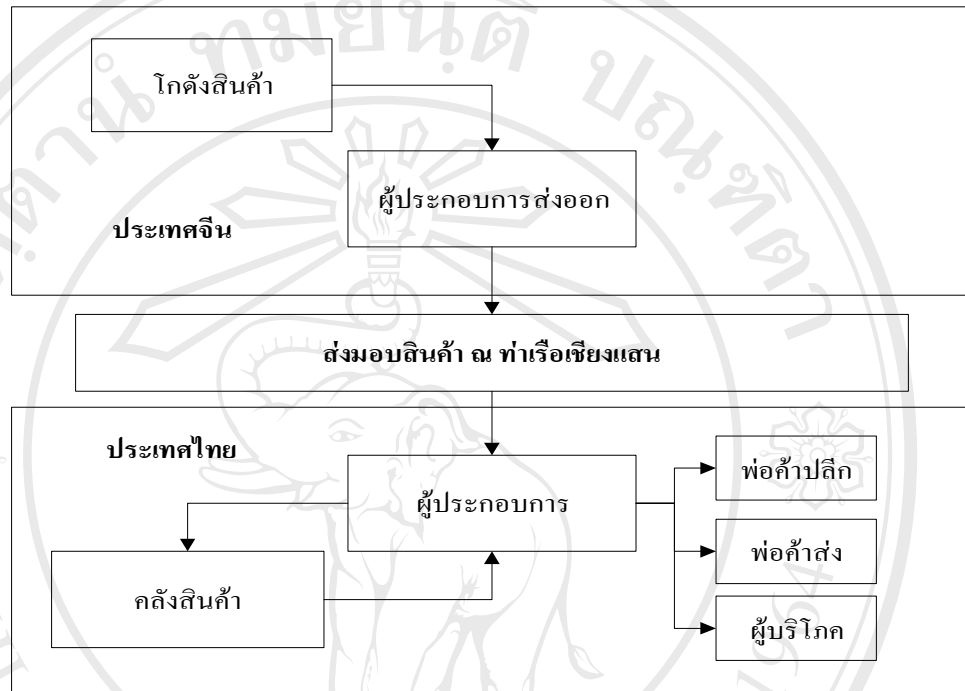 โกดังสินค้า
ผู้ประกอบการส่งออก
ประเทศจีน
ส่งมอบสินค้า ณ ท่าเรือเชียงแสน
ประเทศไทย
พ่อค้าปลีก
ผู้ประกอบการ
พ่อค้าส่ง
คลังสินค้า
ผู้บริโภค